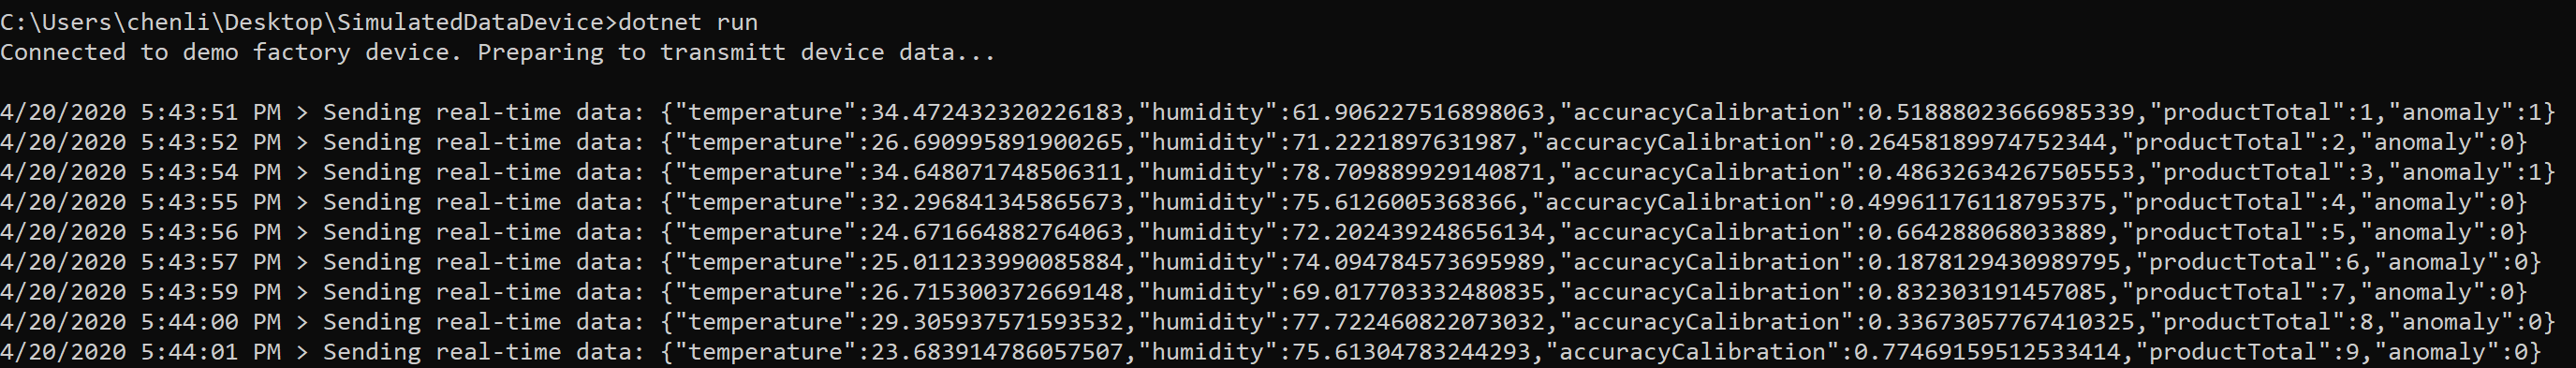 C:\Users\chenli\Desktop\SimulatedDataDevice>dotnet run
Connected to demo factory device. Preparing to transmitt device data...
4/20/2020 5:43:51 PM > Sending real-time data: {"temperature":34.472432320226183,"humidity":61.906227516898063,"accuracyCalibration":0.51888023666985339,"productTotal":1,"anomaly":1}
4/20/2020 5:43:52 PM > Sending real-time data: {"temperature":26.690995891900265,"humidity":71.2221897631987,"accuracyCalibration":0.26458189974752344,"productTotal":2,"anomaly":0}
4/20/2020 5:43:54 PM > Sending real-time data: {"temperature":34.648071748506311,"humidity":78.709889929140871,"accuracyCalibration":0.48632634267505553,"productTotal":3,"anomaly":1}
4/20/2020 5:43:55 PM > Sending real-time data: {"temperature":32.296841345865673,"humidity":75.6126005368366,"accuracyCalibration":0.49961176118795375,"productTotal":4,"anomaly":0}
4/20/2020 5:43:56 PM > Sending real-time data: {"temperature":24.671664882764063,"humidity":72.202439248656134,"accuracyCalibration":0.664288068033889,"productTotal":5,"anomaly":0}
4/20/2020 5:43:57 PM > Sending real-time data: {"temperature":25.011233990085884,"humidity":74.094784573695989,"accuracyCalibration":0.1878129430989795,"productTotal":6,"anomaly":0}
4/20/2020 5:43:59 PM > Sending real-time data: {"temperature":26.715300372669148,"humidity":69.017703332480835,"accuracyCalibration":0.832303191457085,"productTotal":7,"anomaly":0}
4/20/2020 5:44:00 PM > Sending real-time data: {"temperature":29.305937571593532,"humidity":77.722460822073032,"accuracyCalibration":0.33673057767410325,"productTotal":8,"anomaly":0}
4/20/2020 5:44:01 PM > Sending real-time data: {"temperature":23.683914786057507,"humidity":75.61304783244293,"accuracyCalibration":0.77469159512533414,"productTotal":9,"anomaly":0}